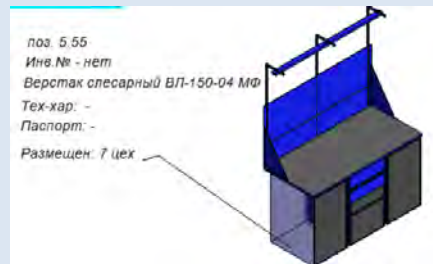 поз. 5.55
Инв.№ - нет
Верстак слесарный ВЛ-150-04 МФ
Тех-хар: -
Паспорт: -
Размещен: 7 цех